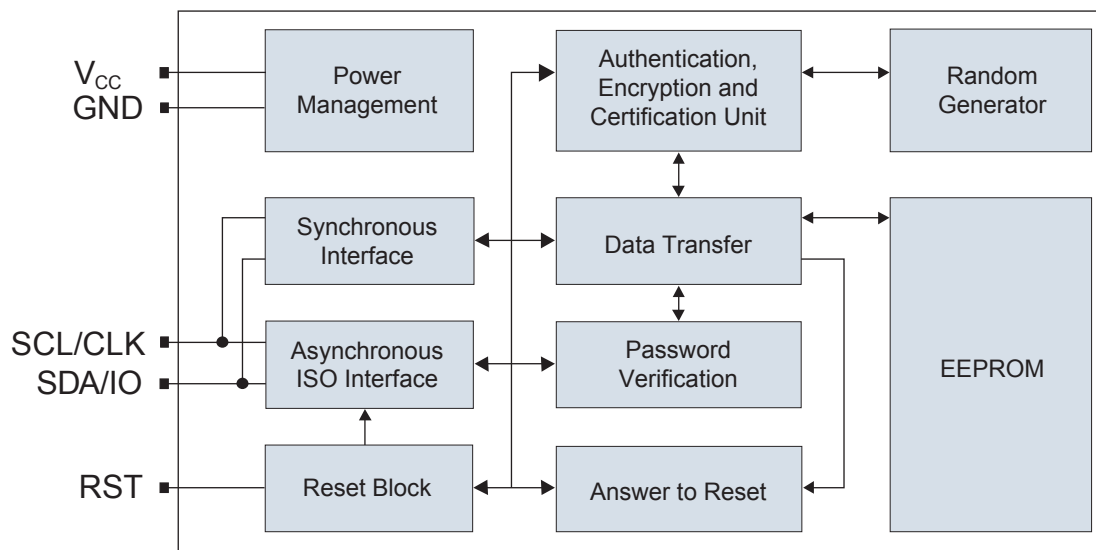 V_CC
GND
Power
Management
Authentication,
Encryption and
Certification Unit
Random
Generator
Synchronous
Interface
Data Transfer
SCL/CLK
SDA/IO
Asynchronous
ISO Interface
Password
Verification
EEPROM
RST
Reset Block
Answer to Reset